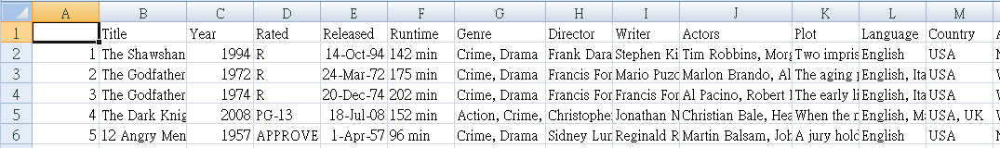 A B C D E F G H I J K L M
1 Title Year Rated Released Runtime Genre Director Writer Actors Plot Language Country
2 1 The Shawshan 1994 R 14-Oct-94 142 min Crime, Drama Frank Dara Stephen Ki Tim Robbins, Morg Two impris English USA
3 2 The Godfather 1972 R 24-Mar-72 175 min Crime, Drama Francis For Mario Puzo Marlon Brando, Al The aging p English, Ita USA
4 3 The Godfather 1974 R 20-Dec-74 202 min Crime, Drama Francis For Francis For Al Pacino, Robert The early li English, Ita USA
5 4 The Dark Knig 2008 PG-13 18-Jul-08 152 min Action, Crime, Christophe Jonathan N Christian Bale, Hea When the English, M USA, UK
6 5 12 Angry Men 1957 APPROVE 1-Apr-57 96 min Crime, Drama Sidney Lum Reginald R Martin Balsam, Joh A jury hold English USA